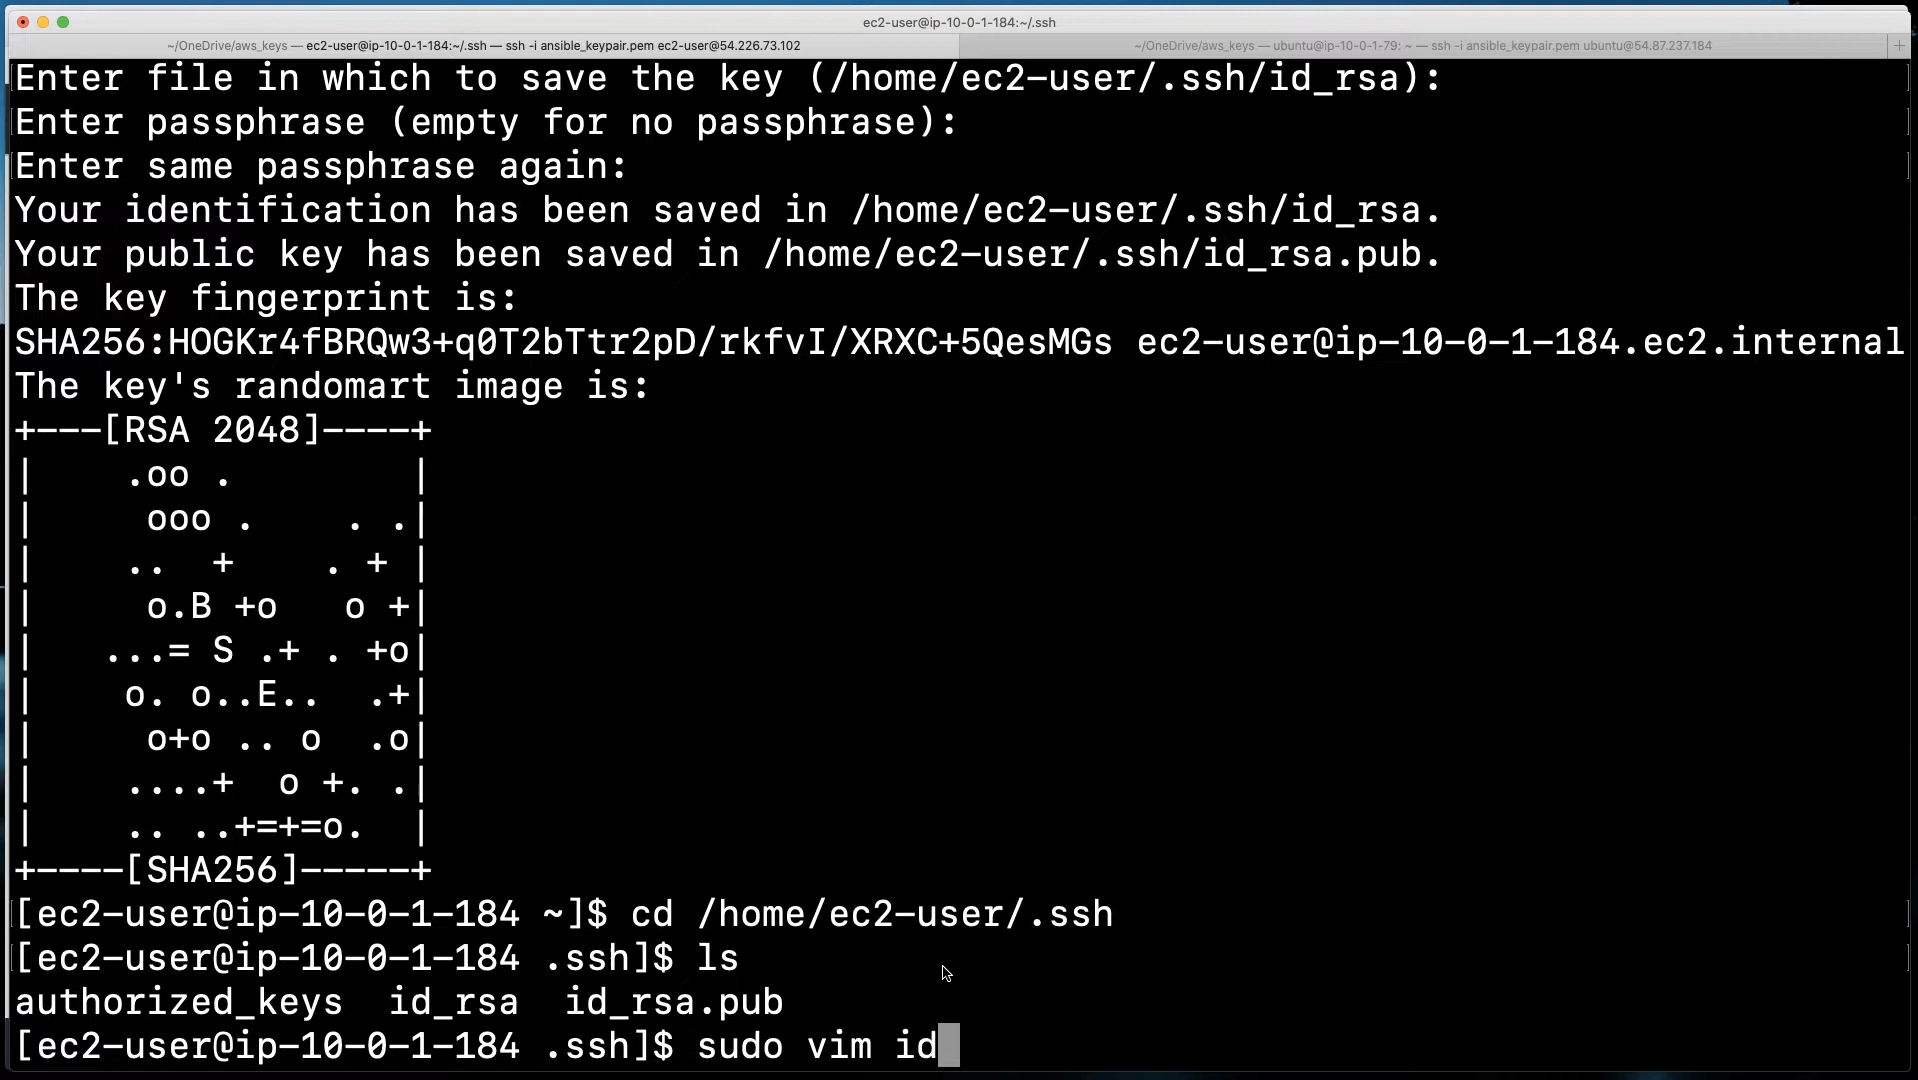 ec2-user@ip-10-0-1-184:~/.ssh
~/OneDrive/aws_keys — ec2-user@ip-10-0-1-184:~/.ssh — ssh -i ansible_keypair.pem ec2-user@54.226.73.102
~/OneDrive/aws_keys — ubuntu@ip-10-0-1-79: ~ — ssh -i ansible_keypair.pem ubuntu@54.87.237.184
Enter file in which to save the key (/home/ec2-user/.ssh/id_rsa):
Enter passphrase (empty for no passphrase):
Enter same passphrase again:
Your identification has been saved in /home/ec2-user/.ssh/id_rsa.
Your public key has been saved in /home/ec2-user/.ssh/id_rsa.pub.
The key fingerprint is:
SHA256:HOGKr4fBRQw3+q0T2bTtr2pD/rkfvI/XRXC+5QesMGs ec2-user@ip-10-0-1-184.ec2.internal
The key's randomart image is:
+---[RSA 2048]----+
|    .oo .        |
|     ooo .    . .|
|    ..  +    . + |
|     o.B +o   o +|
|   ...= S .+ . +o|
|    o. o..E..  .+|
|     o+o .. o  .o|
|    ....+  o +. .|
|    .. ..+=+=o.  |
+----[SHA256]-----+
[ec2-user@ip-10-0-1-184 ~]$ cd /home/ec2-user/.ssh
[ec2-user@ip-10-0-1-184 .ssh]$ ls
authorized_keys  id_rsa  id_rsa.pub
[ec2-user@ip-10-0-1-184 .ssh]$ sudo vim id